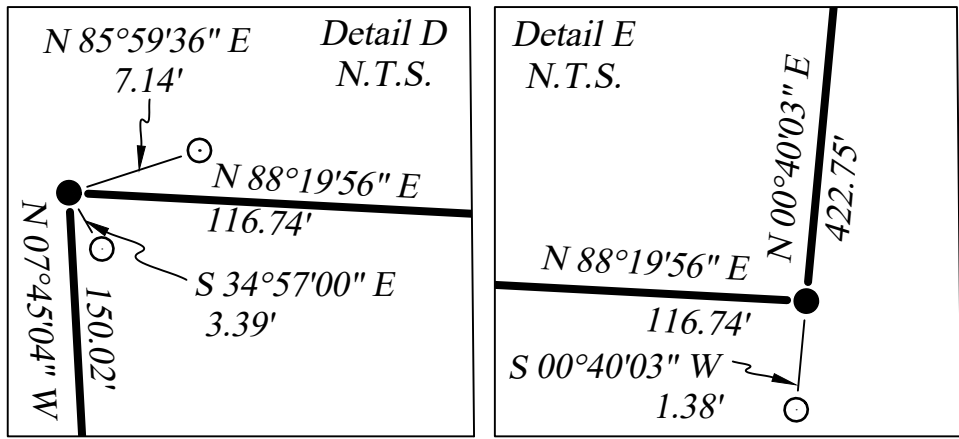 Detail D
N.T.S.
N 85°59'36" E
7.14'
N 88°19'56" E
116.74'
S 34°57'00" E
3.39'
N 07°45'04" W
150.02'
Detail E
N.T.S.
N 00°40'03" E
422.75'
N 88°19'56" E
116.74'
S 00°40'03" W
1.38'